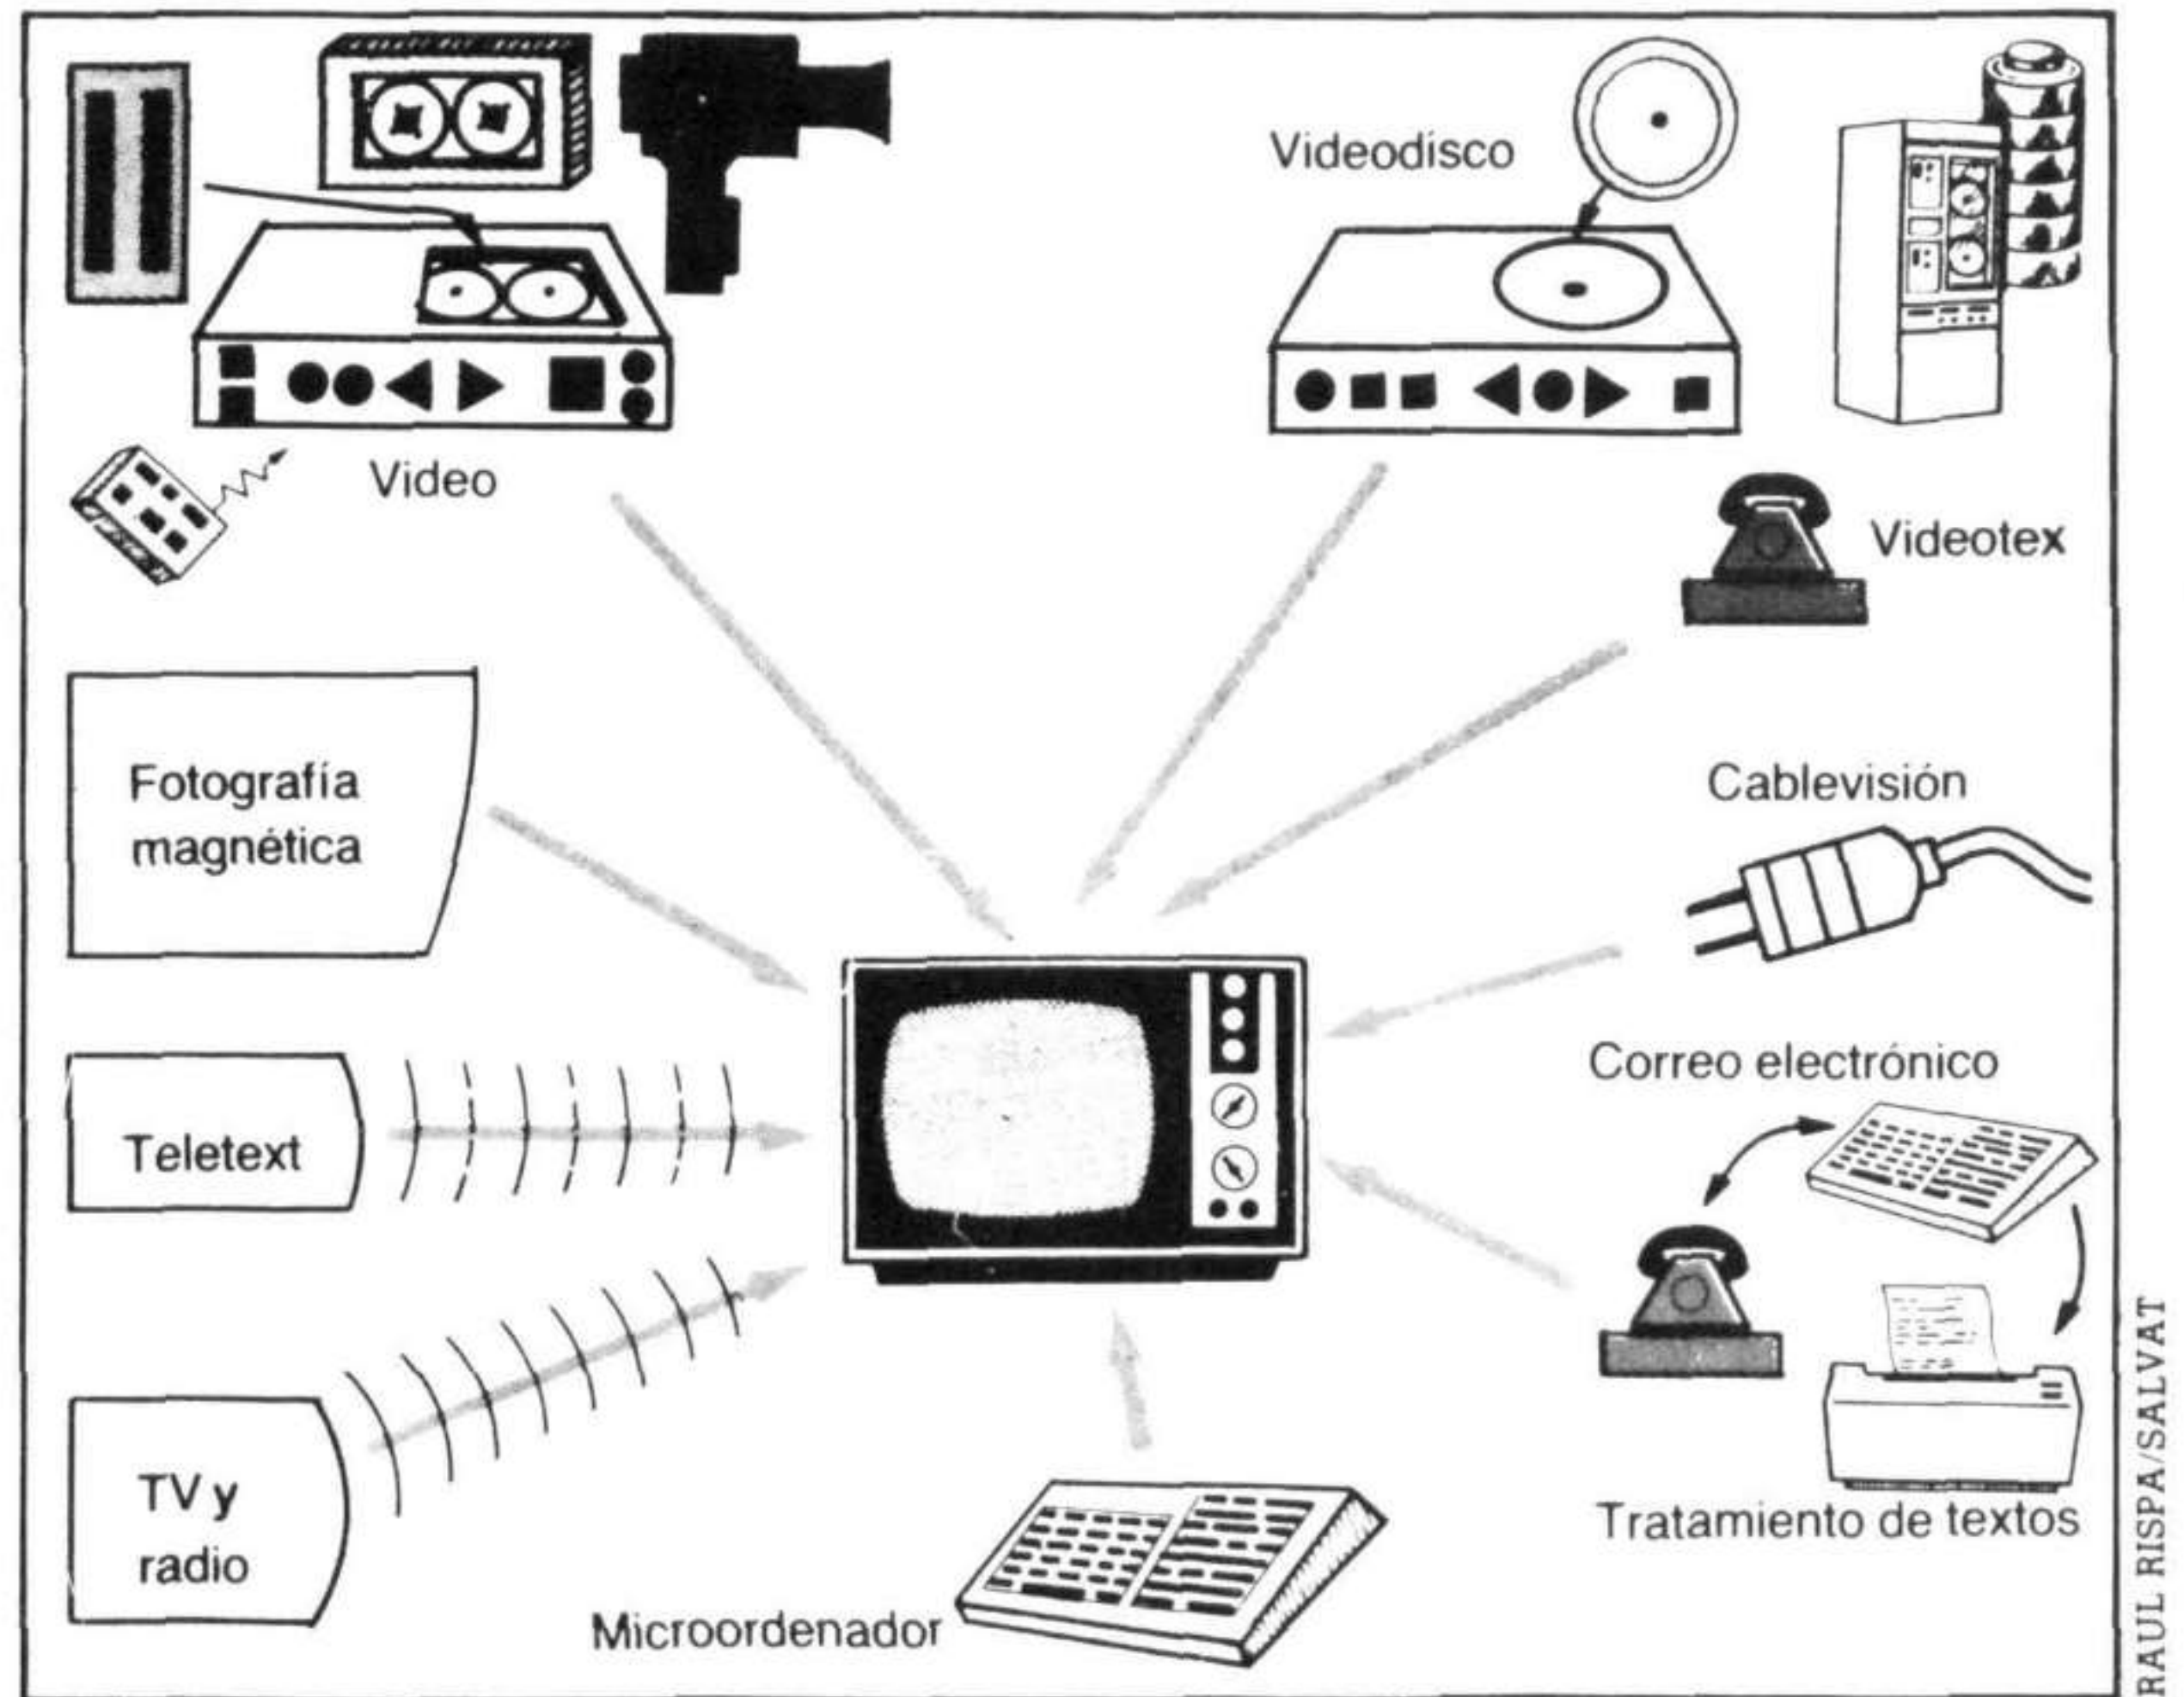 Videodisco
Video
Videotex
Fotografía
magnética
Cablevisión
Correo electrónico
Teletext
TV y
radio
Tratamiento de textos
Microordenador
RAUL RISPA/SALVAT